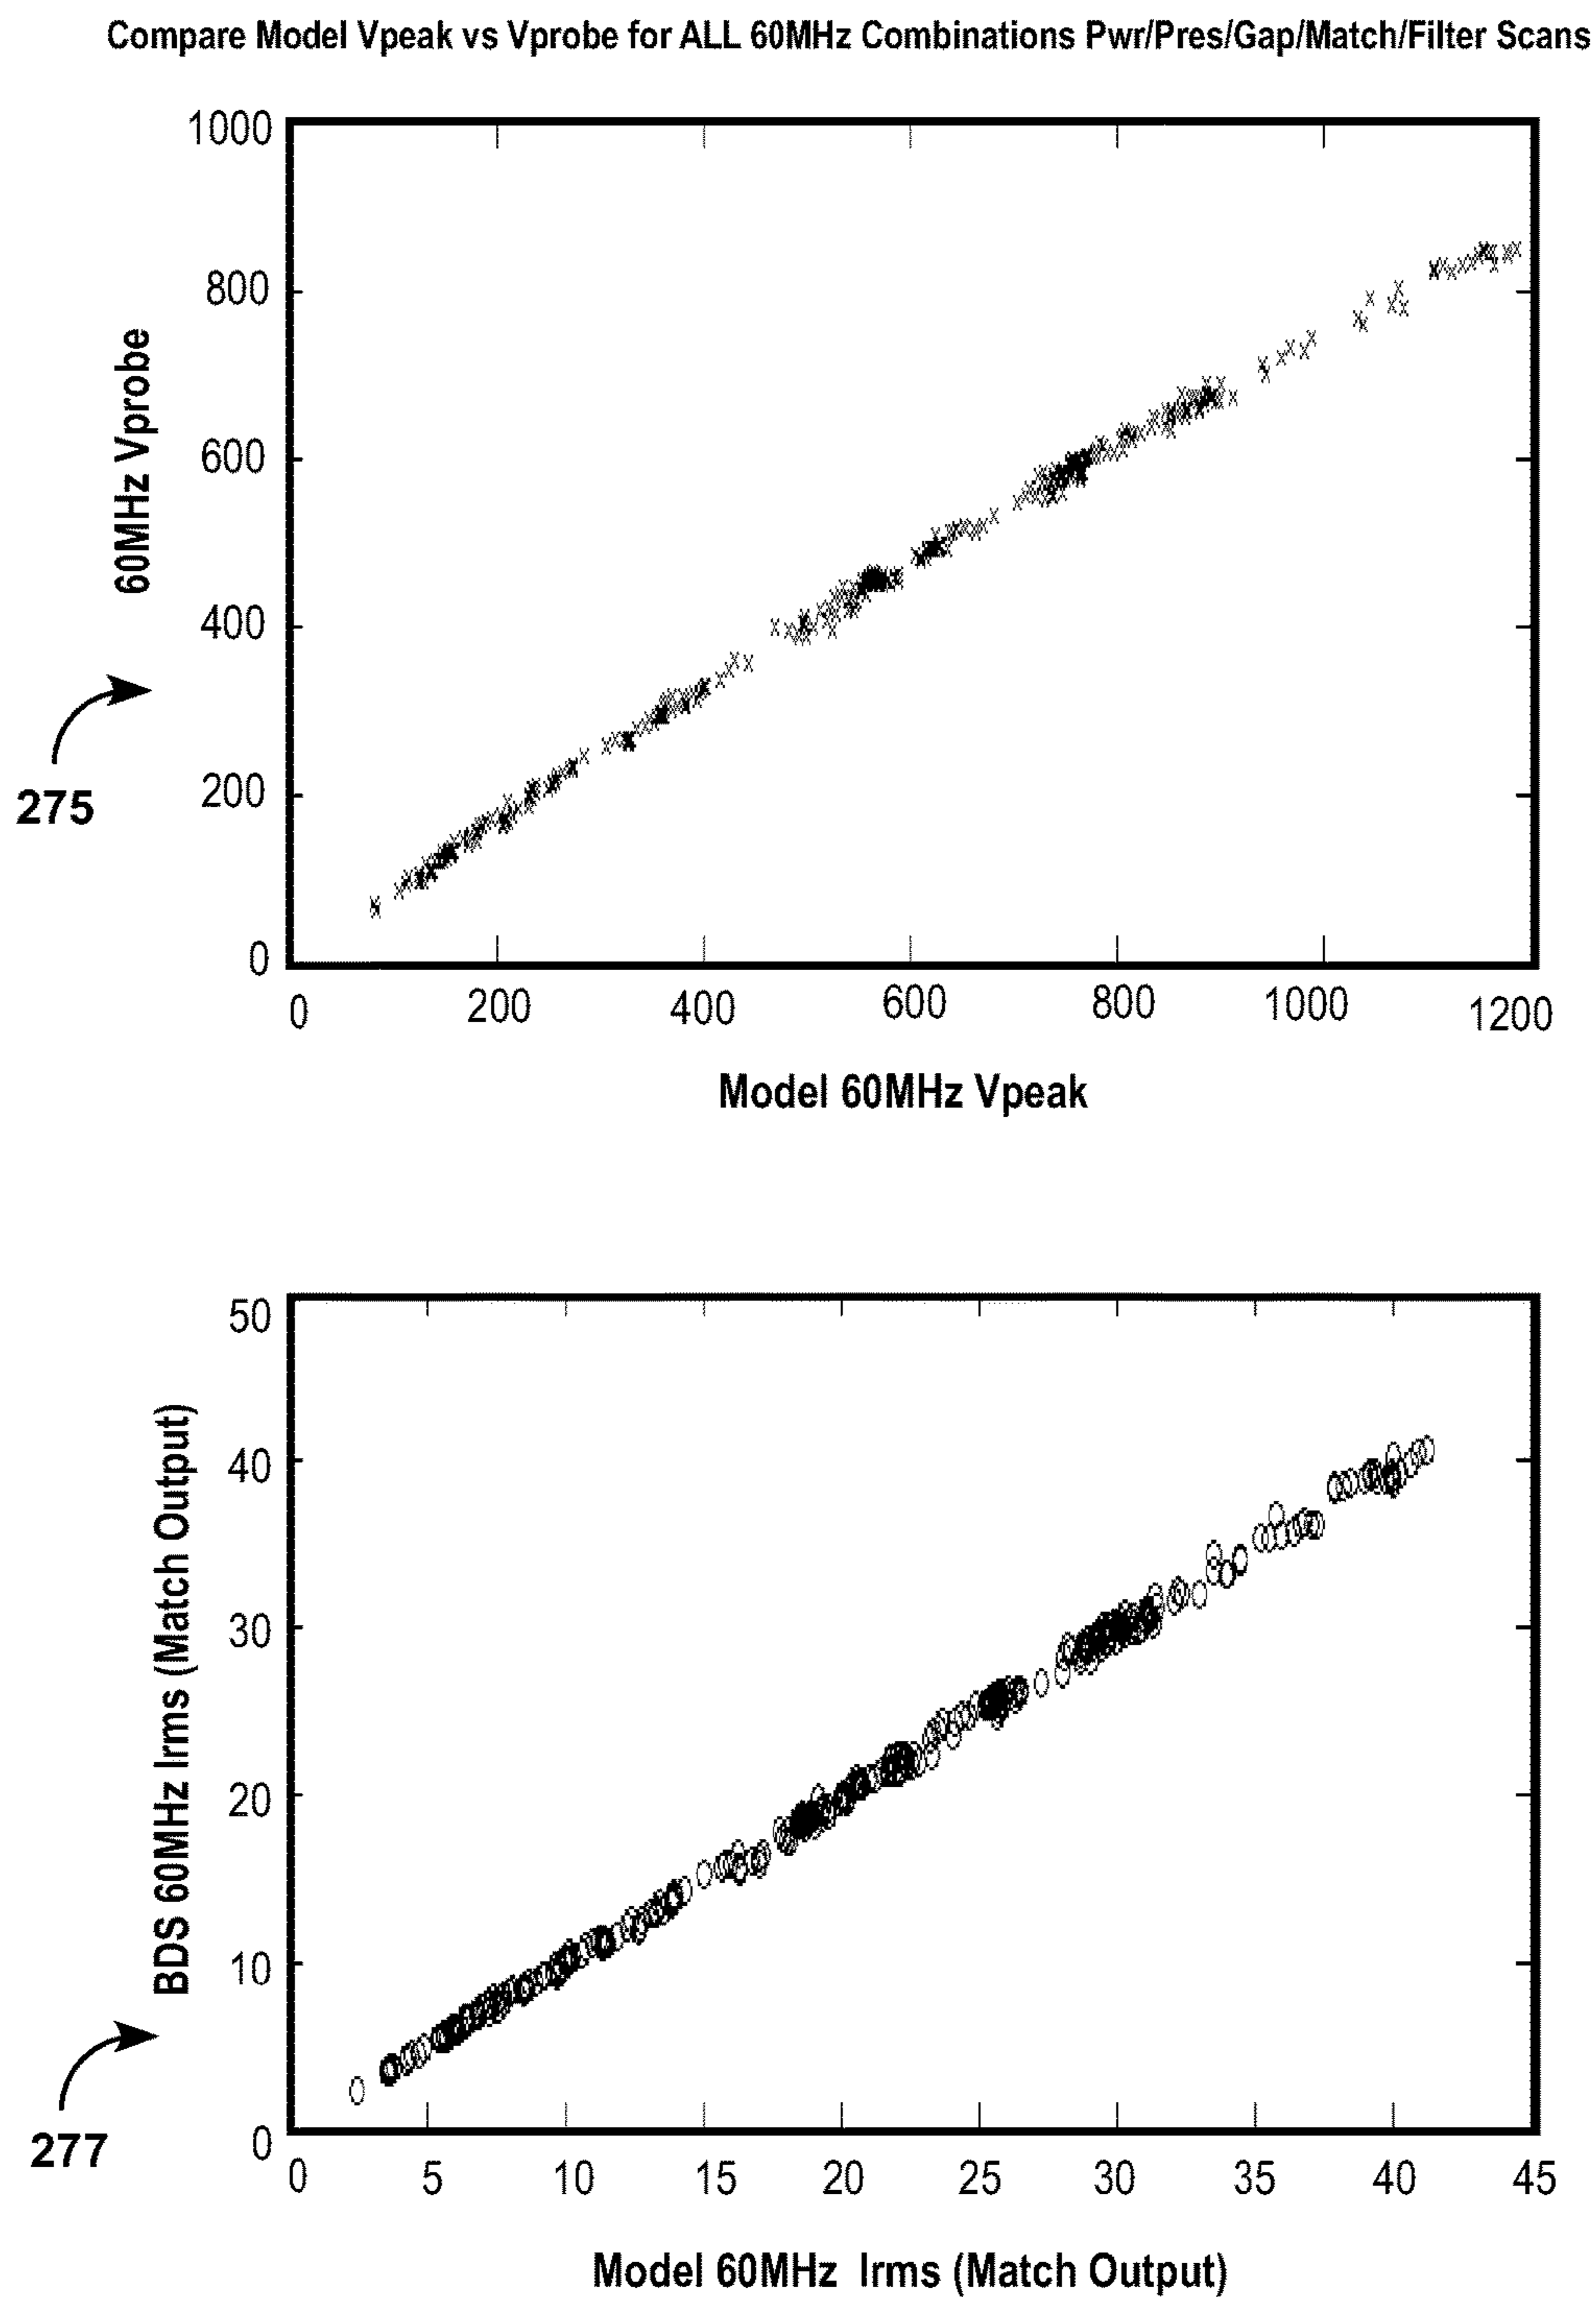 Compare Model Vpeak vs Vprobe for ALL 60MHz Combinations Pwr/Pres/Gap/Match/Filter Scans
1000
800
600
400
200
0
60MHz Vprobe
275
0 200 400 600 800 1000 1200
Model 60MHz Vpeak
50
40
30
20
10
0
BDS 60MHz Irms (Match Output)
277
0 5 10 15 20 25 30 35 40 45
Model 60MHz Irms (Match Output)